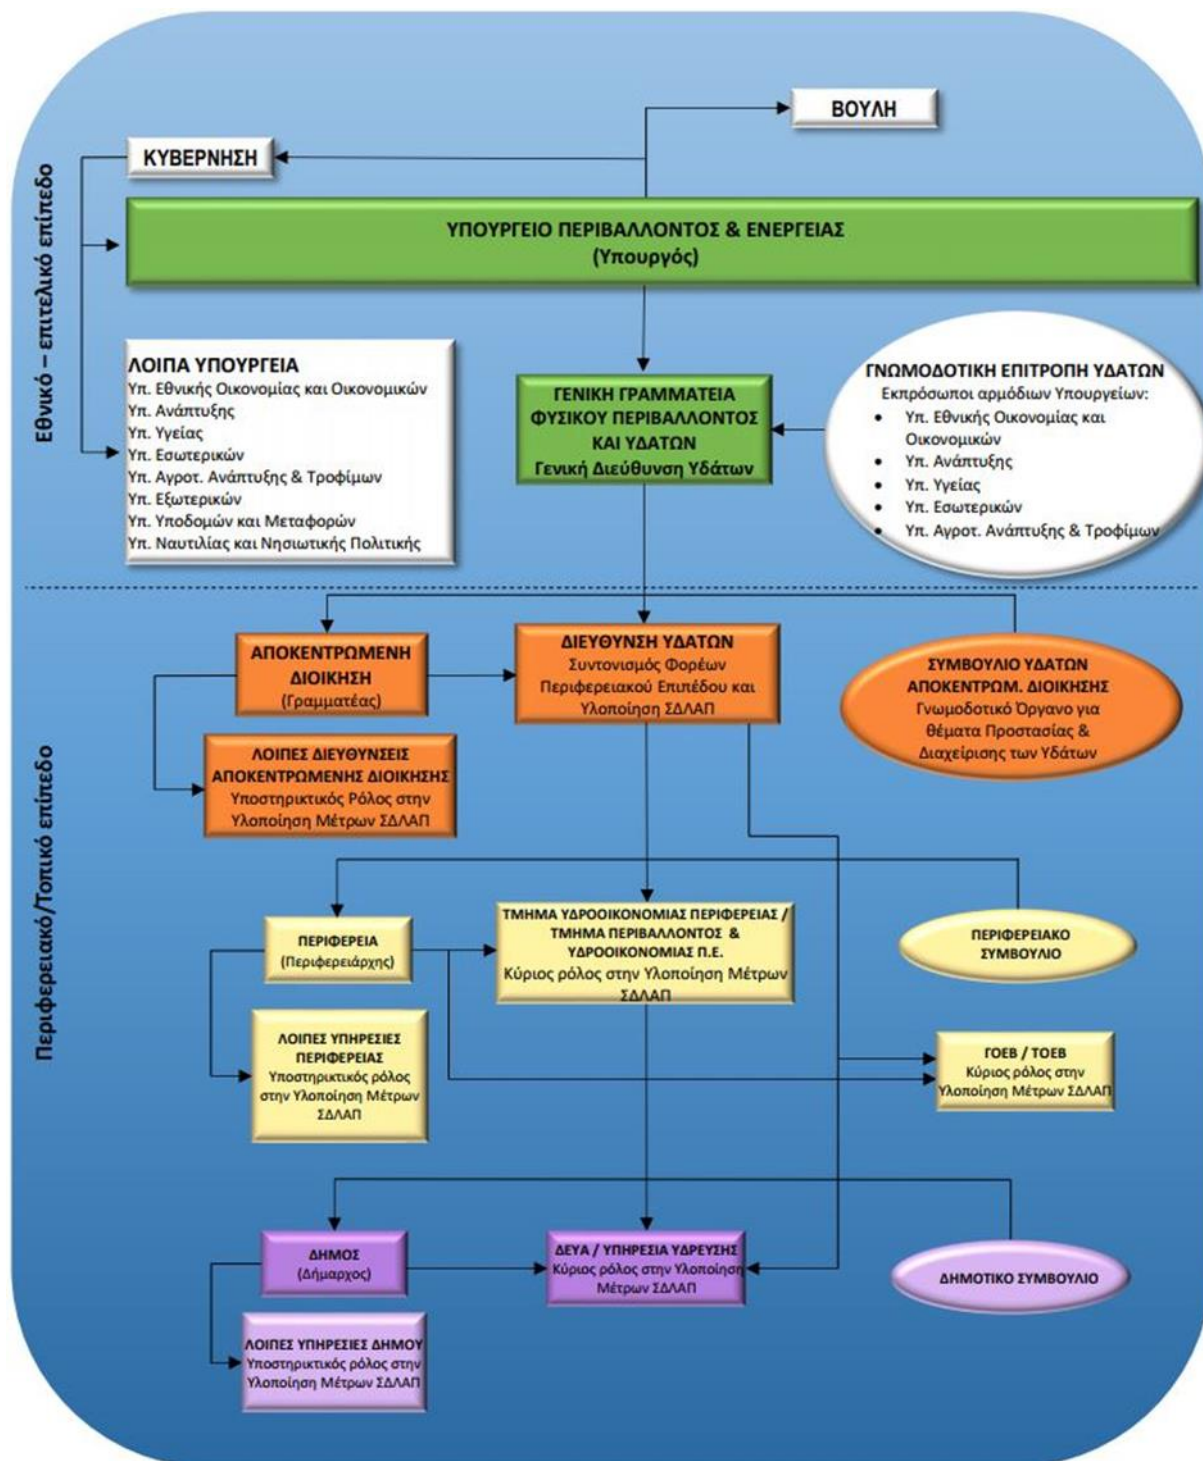 ΒΟΥΛΗ
ΚΥΒΕΡΝΗΣΗ
Εθνικό – επιτελικό επίπεδο
ΥΠΟΥΡΓΕΙΟ ΠΕΡΙΒΑΛΛΟΝΤΟΣ & ΕΝΕΡΓΕΙΑΣ
(Υπουργός)
ΛΟΙΠΑ ΥΠΟΥΡΓΕΙΑ
Υπ. Εθνικής Οικονομίας και Οικονομικών
Υπ. Ανάπτυξης
Υπ. Υγείας
Υπ. Εσωτερικών
Υπ. Αγροτ. Ανάπτυξης & Τροφίμων
Υπ. Εξωτερικών
Υπ. Υποδομών και Μεταφορών
Υπ. Ναυτιλίας και Νησιωτικής Πολιτικής
ΓΕΝΙΚΗ ΓΡΑΜΜΑΤΕΙΑ
ΦΥΣΙΚΟΥ ΠΕΡΙΒΑΛΛΟΝΤΟΣ
ΚΑΙ ΥΔΑΤΩΝ
Γενική Διεύθυνση Υδάτων
ΓΝΩΜΟΔΟΤΙΚΗ ΕΠΙΤΡΟΠΗ ΥΔΑΤΩΝ
Εκπρόσωποι αρμόδιων Υπουργείων:
• Υπ. Εθνικής Οικονομίας και
Οικονομικών
• Υπ. Ανάπτυξης
• Υπ. Υγείας
• Υπ. Εσωτερικών
• Υπ. Αγροτ. Ανάπτυξης & Τροφίμων
Περιφερειακό/Τοπικό επίπεδο
ΑΠΟΚΕΝΤΡΩΜΕΝΗ
ΔΙΟΙΚΗΣΗ
(Γραμματέας)
ΔΙΕΥΘΥΝΣΗ ΥΔΑΤΩΝ
Συντονισμός Φορέων
Περιφερειακού Επιπέδου και
Υλοποίηση ΣΔΛΑΠ
ΣΥΜΒΟΥΛΙΟ ΥΔΑΤΩΝ
ΑΠΟΚΕΝΤΡΩΜ. ΔΙΟΙΚΗΣΗΣ
Γνωμοδοτικό Όργανο για
θέματα Προστασίας &
Διαχείρισης των Υδάτων
ΛΟΙΠΕΣ ΔΙΕΥΘΥΝΣΕΙΣ
ΑΠΟΚΕΝΤΡΩΜΕΝΗΣ ΔΙΟΙΚΗΣΗΣ
Υποστηρικτικός Ρόλος στην
Υλοποίηση Μέτρων ΣΔΛΑΠ
ΠΕΡΙΦΕΡΕΙΑ
(Περιφερειάρχης)
ΤΜΗΜΑ ΥΔΡΟΟΙΚΟΝΟΜΙΑΣ ΠΕΡΙΦΕΡΕΙΑΣ /
ΤΜΗΜΑ ΠΕΡΙΒΑΛΛΟΝΤΟΣ &
ΥΔΡΟΟΙΚΟΝΟΜΙΑΣ Π.Ε.
Κύριος ρόλος στην Υλοποίηση Μέτρων
ΣΔΛΑΠ
ΠΕΡΙΦΕΡΕΙΑΚΟ
ΣΥΜΒΟΥΛΙΟ
ΛΟΙΠΕΣ ΥΠΗΡΕΣΙΕΣ
ΠΕΡΙΦΕΡΕΙΑΣ
Υποστηρικτικός ρόλος
στην Υλοποίηση Μέτρων
ΣΔΛΑΠ
ΓΟΕΒ / ΤΟΕΒ
Κύριος ρόλος στην
Υλοποίηση Μέτρων ΣΔΛΑΠ
ΔΗΜΟΣ
(Δήμαρχος)
ΔΕΥΑ / ΥΠΗΡΕΣΙΑ ΥΔΡΕΥΣΗΣ
Κύριος ρόλος στην Υλοποίηση
Μέτρων ΣΔΛΑΠ
ΔΗΜΟΤΙΚΟ ΣΥΜΒΟΥΛΙΟ
ΛΟΙΠΕΣ ΥΠΗΡΕΣΙΕΣ ΔΗΜΟΥ
Υποστηρικτικός ρόλος στην
Υλοποίηση Μέτρων ΣΔΛΑΠ